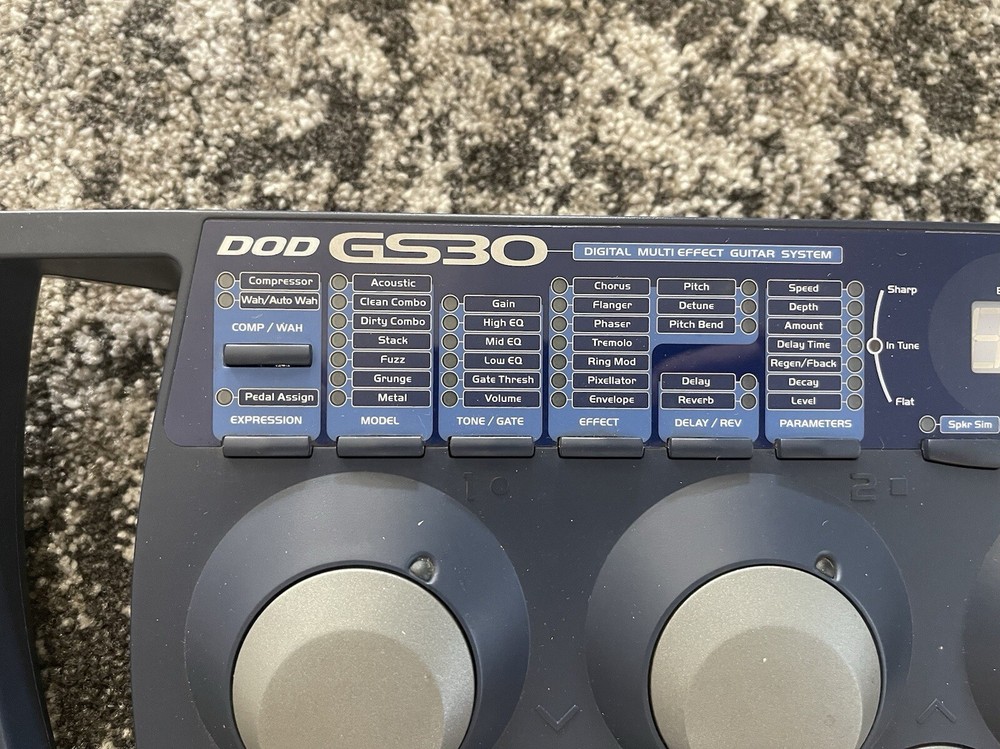 DOD GS30 DIGITAL MULTI EFFECT GUITAR SYSTEM
Compressor
Wah/Auto Wah
COMP / WAH
Pedal Assign
EXPRESSION
Acoustic
Clean Combo
Dirty Combo
Stack
Fuzz
Grunge
Metal
MODEL
Gain
High EQ
Mid EQ
Low EQ
Gate Thresh
Volume
TONE / GATE
Chorus
Flanger
Phaser
Tremolo
Ring Mod
Pixellator
Envelope
EFFECT
Pitch
Detune
Pitch Bend
Delay
Reverb
DELAY / REV
Speed
Depth
Amount
Delay Time
Regen/Fback
Decay
Level
PARAMETERS
Sharp
In Tune
Flat
Spkr Sim
1
2